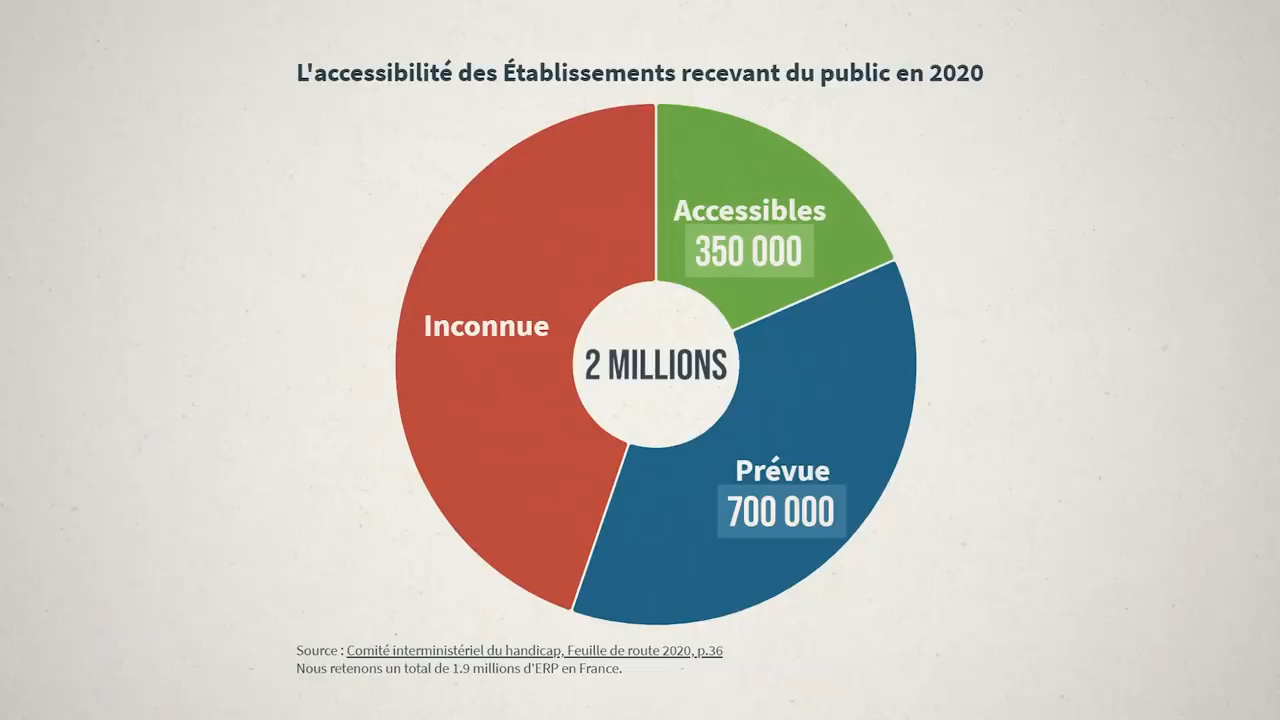 L'accessibilité des Établissements recevant du public en 2020
Accessibles
350 000
Inconnue
2 MILLIONS
Prévue
700 000
Source : Comité interministériel du handicap, Feuille de route 2020, p.36
Nous retenons un total de 1.9 millions d'ERP en France.